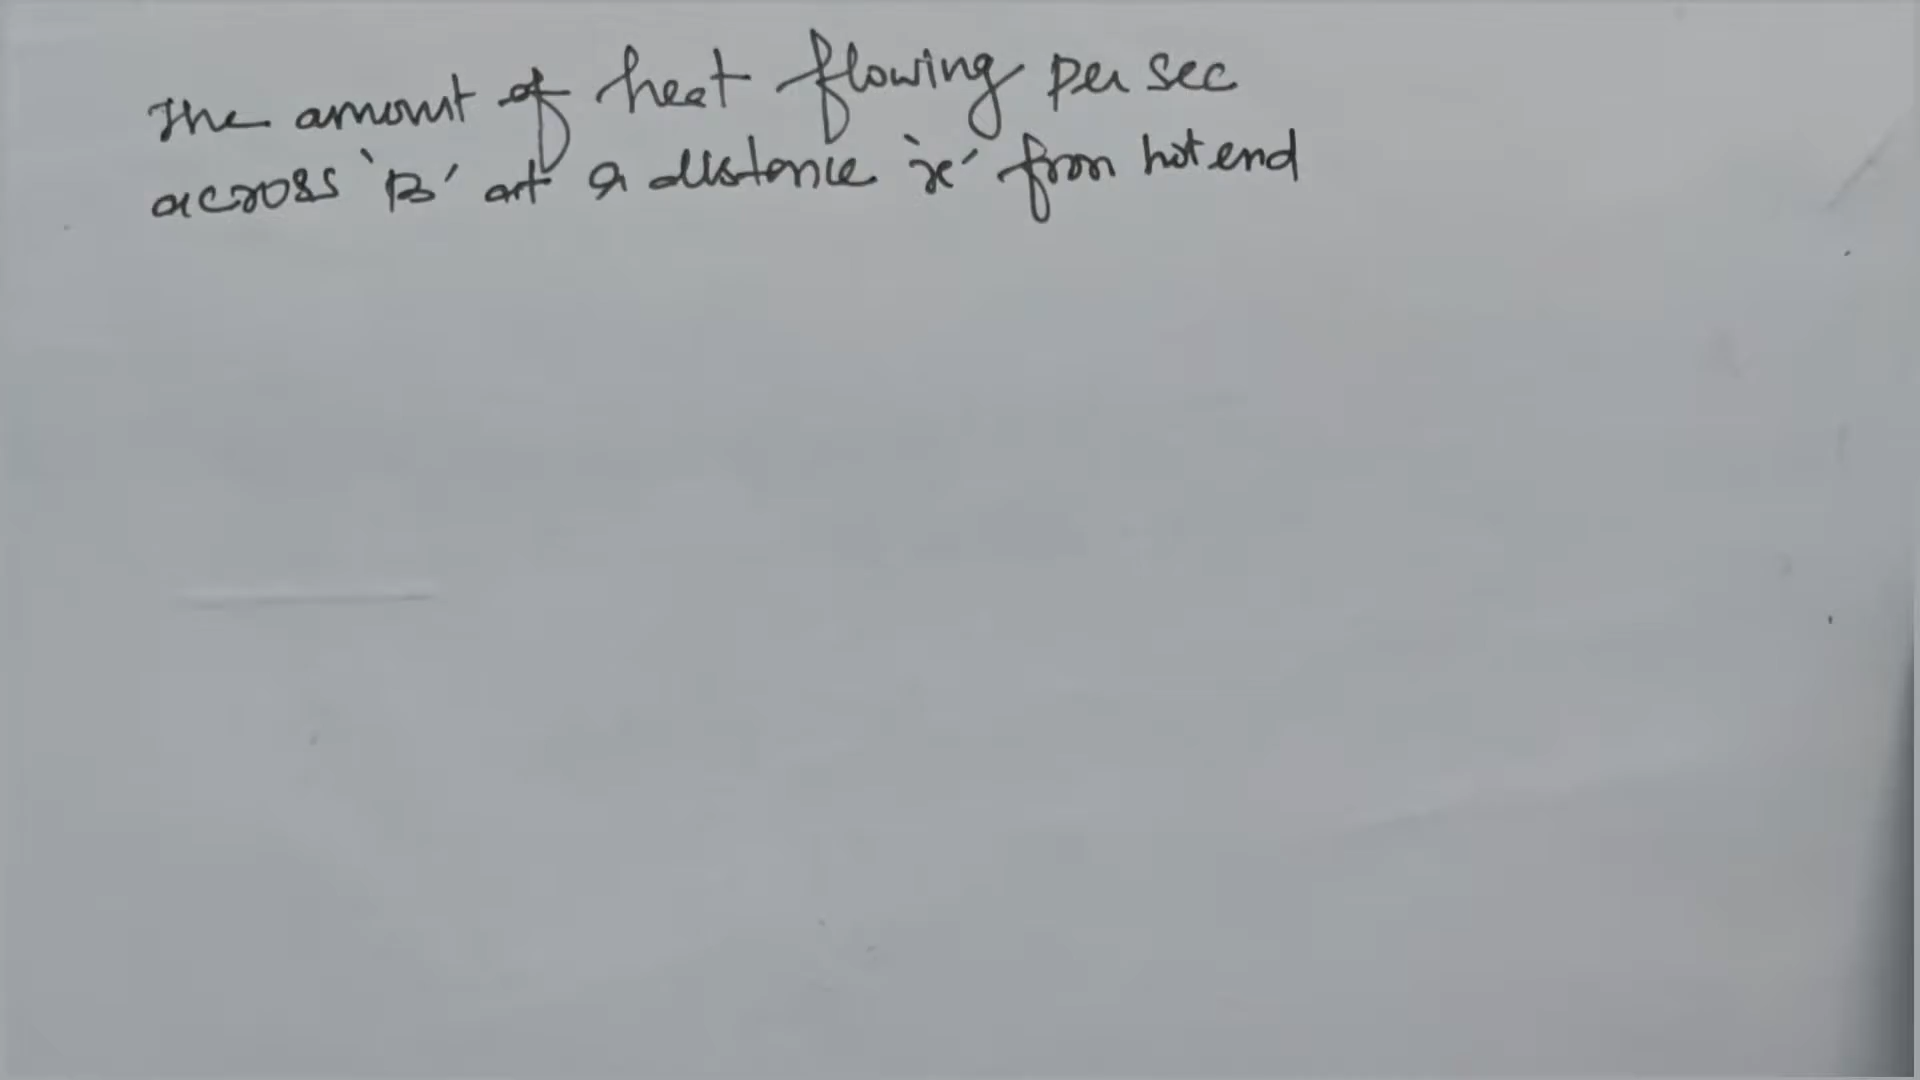 The amount of heat flowing per sec
across 'B' at a distance 'x' from hot end